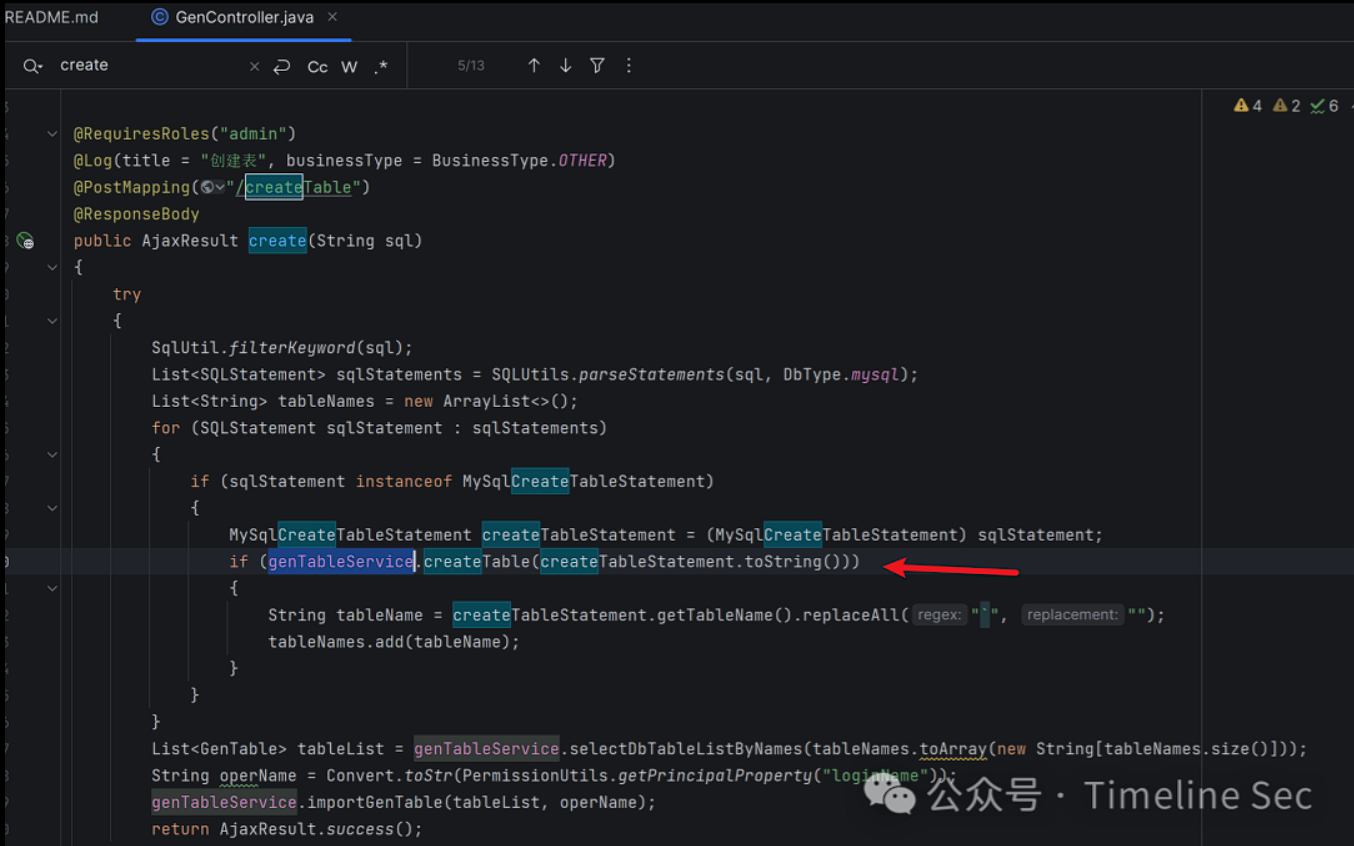 README.md
GenController.java
create
Cc W .*
5/13
4 2 6
@RequiresRoles("admin")
@Log(title = "创建表", businessType = BusinessType.OTHER)
@PostMapping("/createTable")
@ResponseBody
public AjaxResult create(String sql)
{
try
{
SqlUtil.filterKeyword(sql);
List<SQLStatement> sqlStatements = SQLUtils.parseStatements(sql, DbType.mysql);
List<String> tableNames = new ArrayList<>();
for (SQLStatement sqlStatement : sqlStatements)
{
if (sqlStatement instanceof MySqlCreateTableStatement)
{
MySqlCreateTableStatement createTableStatement = (MySqlCreateTableStatement) sqlStatement;
if (genTableService.createTable(createTableStatement.toString()))
{
String tableName = createTableStatement.getTableName().replaceAll( regex: "`", replacement: "");
tableNames.add(tableName);
}
}
}
List<GenTable> tableList = genTableService.selectDbTableListByNames(tableNames.toArray(new String[tableNames.size()]));
String operName = Convert.toStr(PermissionUtils.getPrincipalProperty("loginName"));
genTableService.importGenTable(tableList, operName);
return AjaxResult.success();
公众号 · Timeline Sec